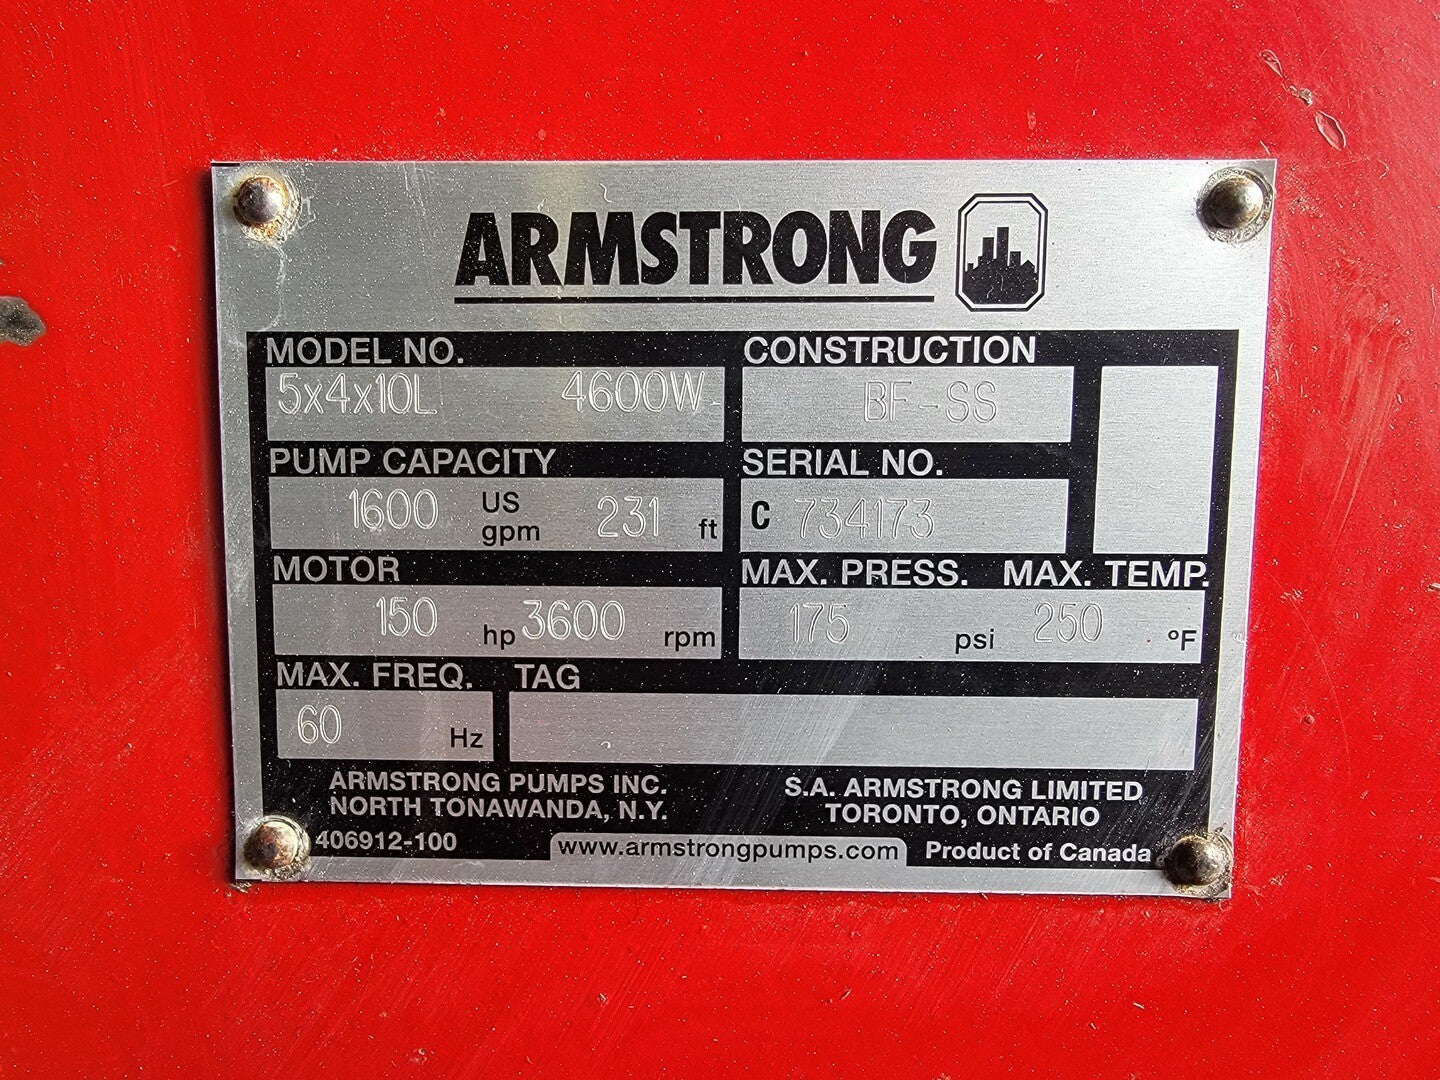 ARMSTRONG
MODEL NO. CONSTRUCTION
5x4x10L 4600W BF-SS
PUMP CAPACITY SERIAL NO.
1600 US gpm 231 ft C 734173
MOTOR MAX. PRESS. MAX. TEMP.
150 hp 3600 rpm 175 psi 250 °F
MAX. FREQ. TAG
60 Hz
ARMSTRONG PUMPS INC. S.A. ARMSTRONG LIMITED
NORTH TONAWANDA, N.Y. TORONTO, ONTARIO
406912-100 www.armstrongpumps.com Product of Canada